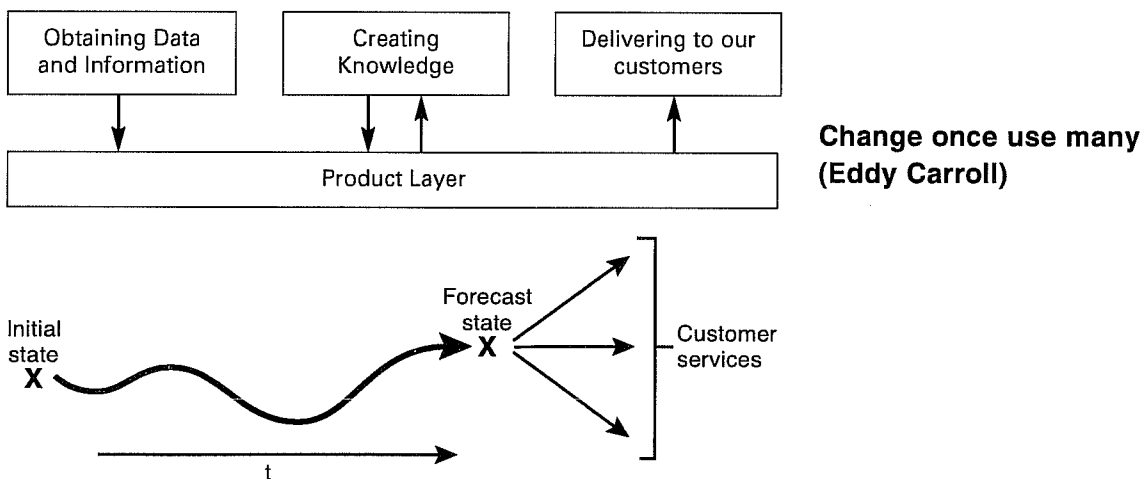 Obtaining Data
and Information
Creating
Knowledge
Delivering to our
customers
Product Layer
Change once use many
(Eddy Carroll)
Initial
state
X
Forecast
state
X
Customer
services
t